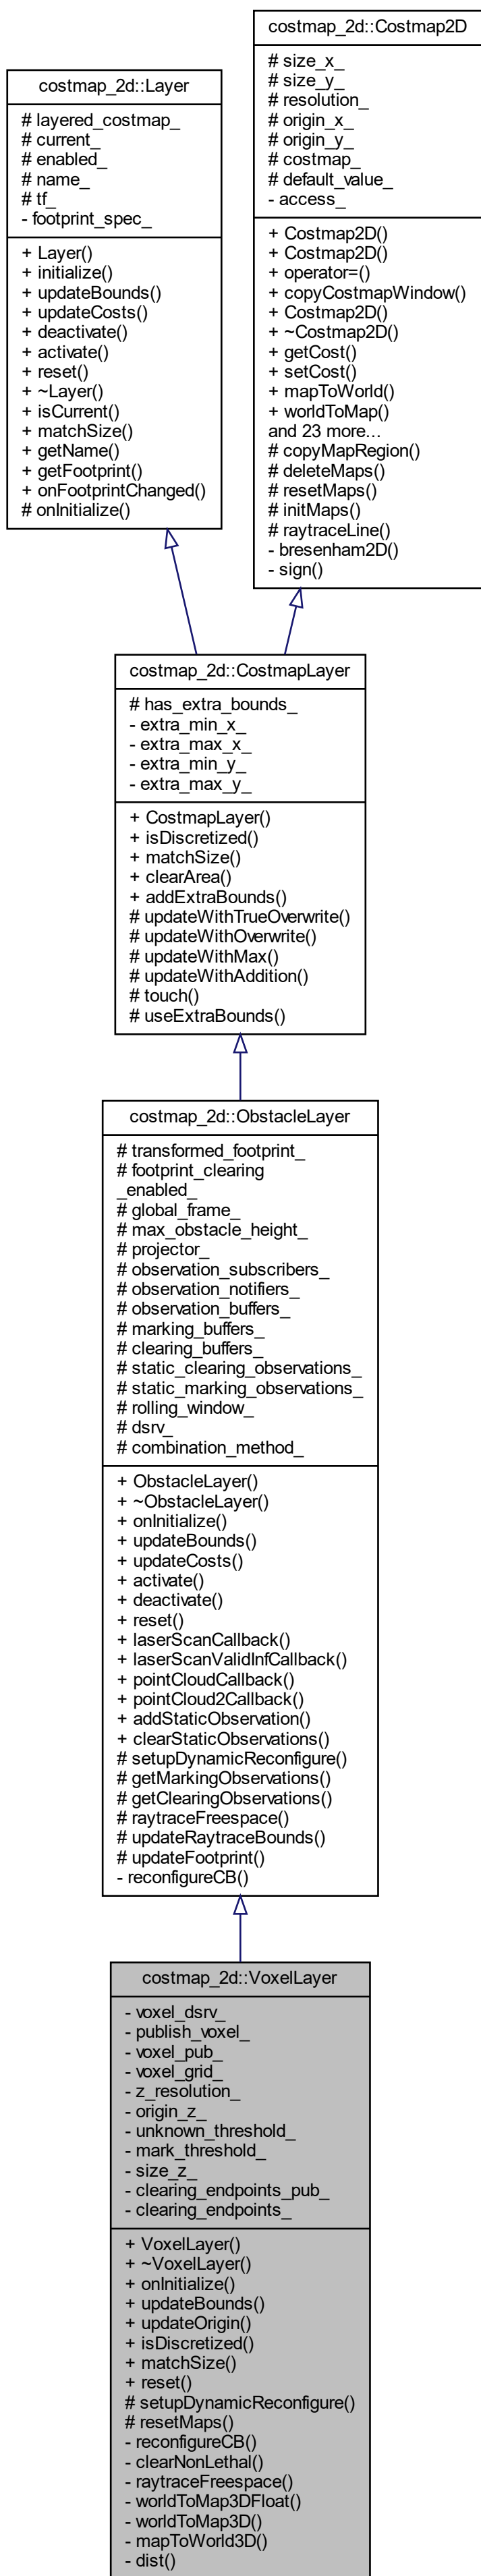 costmap_2d::Layer
# layered_costmap_
# current_
# enabled_
# name_
# tf_
- footprint_spec_
+ Layer()
+ initialize()
+ updateBounds()
+ updateCosts()
+ deactivate()
+ activate()
+ reset()
+ ~Layer()
+ isCurrent()
+ matchSize()
+ getName()
+ getFootprint()
+ onFootprintChanged()
# onInitialize()
costmap_2d::Costmap2D
# size_x_
# size_y_
# resolution_
# origin_x_
# origin_y_
# costmap_
# default_value_
- access_
+ Costmap2D()
+ Costmap2D()
+ operator=()
+ copyCostmapWindow()
+ Costmap2D()
+ ~Costmap2D()
+ getCost()
+ setCost()
+ mapToWorld()
+ worldToMap()
and 23 more...
# copyMapRegion()
# deleteMaps()
# resetMaps()
# initMaps()
# raytraceLine()
- bresenham2D()
- sign()
costmap_2d::CostmapLayer
# has_extra_bounds_
- extra_min_x_
- extra_max_x_
- extra_min_y_
- extra_max_y_
+ CostmapLayer()
+ isDiscretized()
+ matchSize()
+ clearArea()
+ addExtraBounds()
# updateWithTrueOverwrite()
# updateWithOverwrite()
# updateWithMax()
# updateWithAddition()
# touch()
# useExtraBounds()
costmap_2d::ObstacleLayer
# transformed_footprint_
# footprint_clearing
_enabled_
# global_frame_
# max_obstacle_height_
# projector_
# observation_subscribers_
# observation_notifiers_
# observation_buffers_
# marking_buffers_
# clearing_buffers_
# static_clearing_observations_
# static_marking_observations_
# rolling_window_
# dsrv_
# combination_method_
+ ObstacleLayer()
+ ~ObstacleLayer()
+ onInitialize()
+ updateBounds()
+ updateCosts()
+ activate()
+ deactivate()
+ reset()
+ laserScanCallback()
+ laserScanValidInfCallback()
+ pointCloudCallback()
+ pointCloud2Callback()
+ addStaticObservation()
+ clearStaticObservations()
# setupDynamicReconfigure()
# getMarkingObservations()
# getClearingObservations()
# raytraceFreespace()
# updateRaytraceBounds()
# updateFootprint()
- reconfigureCB()
costmap_2d::VoxelLayer
- voxel_dsrv_
- publish_voxel_
- voxel_pub_
- voxel_grid_
- z_resolution_
- origin_z_
- unknown_threshold_
- mark_threshold_
- size_z_
- clearing_endpoints_pub_
- clearing_endpoints_
+ VoxelLayer()
+ ~VoxelLayer()
+ onInitialize()
+ updateBounds()
+ updateOrigin()
+ isDiscretized()
+ matchSize()
+ reset()
# setupDynamicReconfigure()
# resetMaps()
- reconfigureCB()
- clearNonLethal()
- raytraceFreespace()
- worldToMap3DFloat()
- worldToMap3D()
- mapToWorld3D()
- dist()